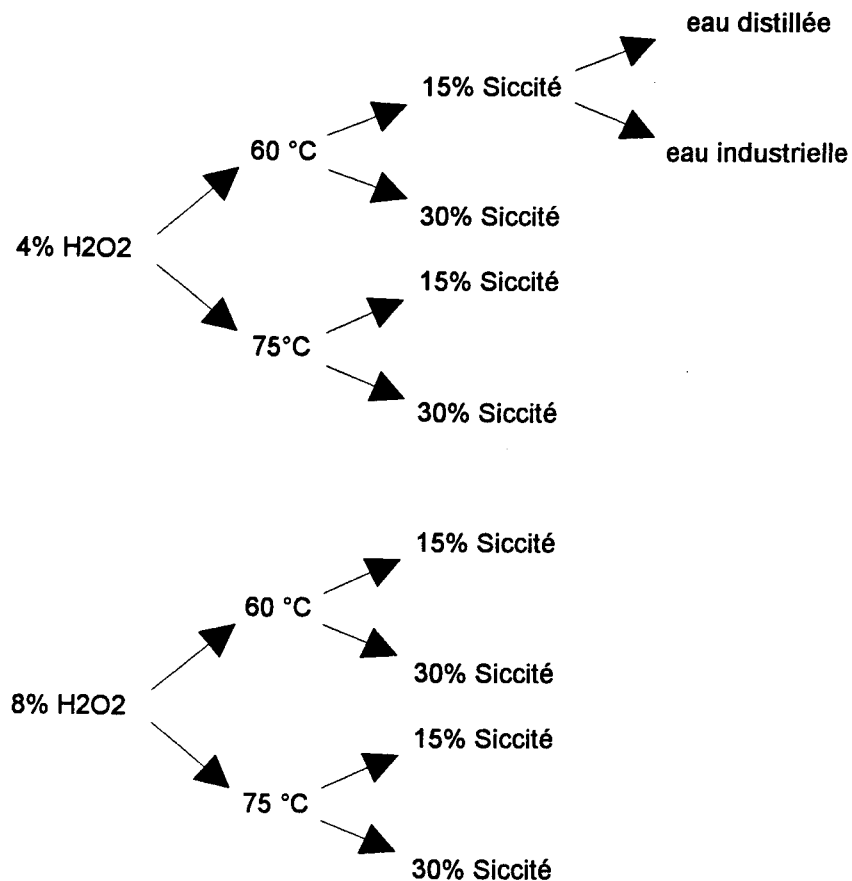 eau distillée
15% Siccité
eau industrielle
60 °C
30% Siccité
4% H2O2
15% Siccité
75°C
30% Siccité
15% Siccité
60 °C
30% Siccité
8% H2O2
15% Siccité
75 °C
30% Siccité